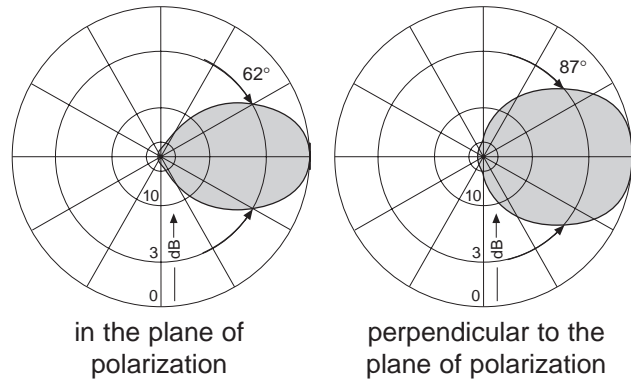 62°
10
3
0
dB
in the plane of
polarization
87°
10
3
0
dB
perpendicular to the
plane of polarization